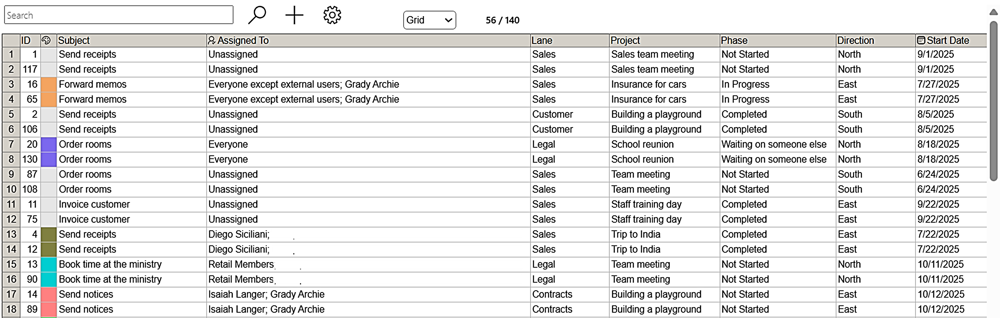 Search Grid 56 / 140
ID Subject Assigned To Lane Project Phase Direction Start Date
1 1 Send receipts Unassigned Sales Sales team meeting Not Started North 9/1/2025
2 117 Send receipts Unassigned Sales Sales team meeting Not Started North 9/1/2025
3 16 Forward memos Everyone except external users; Grady Archie Sales Insurance for cars In Progress East 7/27/2025
4 65 Forward memos Everyone except external users; Grady Archie Sales Insurance for cars In Progress East 7/27/2025
5 2 Send receipts Unassigned Customer Building a playground Completed South 8/5/2025
6 106 Send receipts Unassigned Customer Building a playground Completed South 8/5/2025
7 20 Order rooms Everyone Legal School reunion Waiting on someone else North 8/18/2025
8 130 Order rooms Everyone Legal School reunion Waiting on someone else North 8/18/2025
9 87 Order rooms Unassigned Sales Team meeting Not Started South 6/24/2025
10 108 Order rooms Unassigned Sales Team meeting Not Started South 6/24/2025
11 11 Invoice customer Unassigned Sales Staff training day Completed East 9/22/2025
12 75 Invoice customer Unassigned Sales Staff training day Completed East 9/22/2025
13 4 Send receipts Diego Siciliani; Sales Trip to India Completed East 7/22/2025
14 12 Send receipts Diego Siciliani; Sales Trip to India Completed East 7/22/2025
15 13 Book time at the ministry Retail Members Legal Team meeting Not Started North 10/11/2025
16 90 Book time at the ministry Retail Members Legal Team meeting Not Started North 10/11/2025
17 14 Send notices Isaiah Langer; Grady Archie Contracts Building a playground Not Started East 10/12/2025
18 89 Send notices Isaiah Langer; Grady Archie Contracts Building a playground Not Started East 10/12/2025